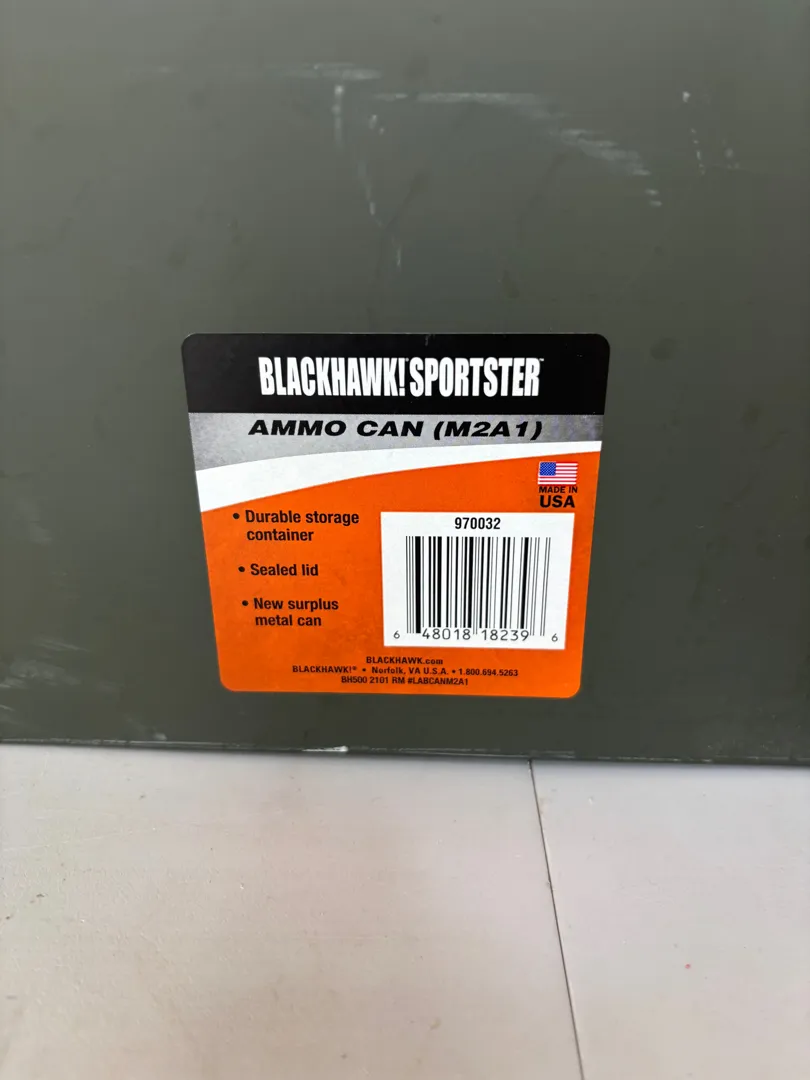 BLACKHAWK!® SPORTSTER™
AMMO CAN (M2A1)
MADE IN
USA
• Durable storage
container
• Sealed lid
• New surplus
metal can
970032
6 48018 18239 6
BLACKHAWK.com
BLACKHAWK!® • Norfolk, VA U.S.A. • 1.800.694.5263
BH500 2101 RM #LABCANM2A1